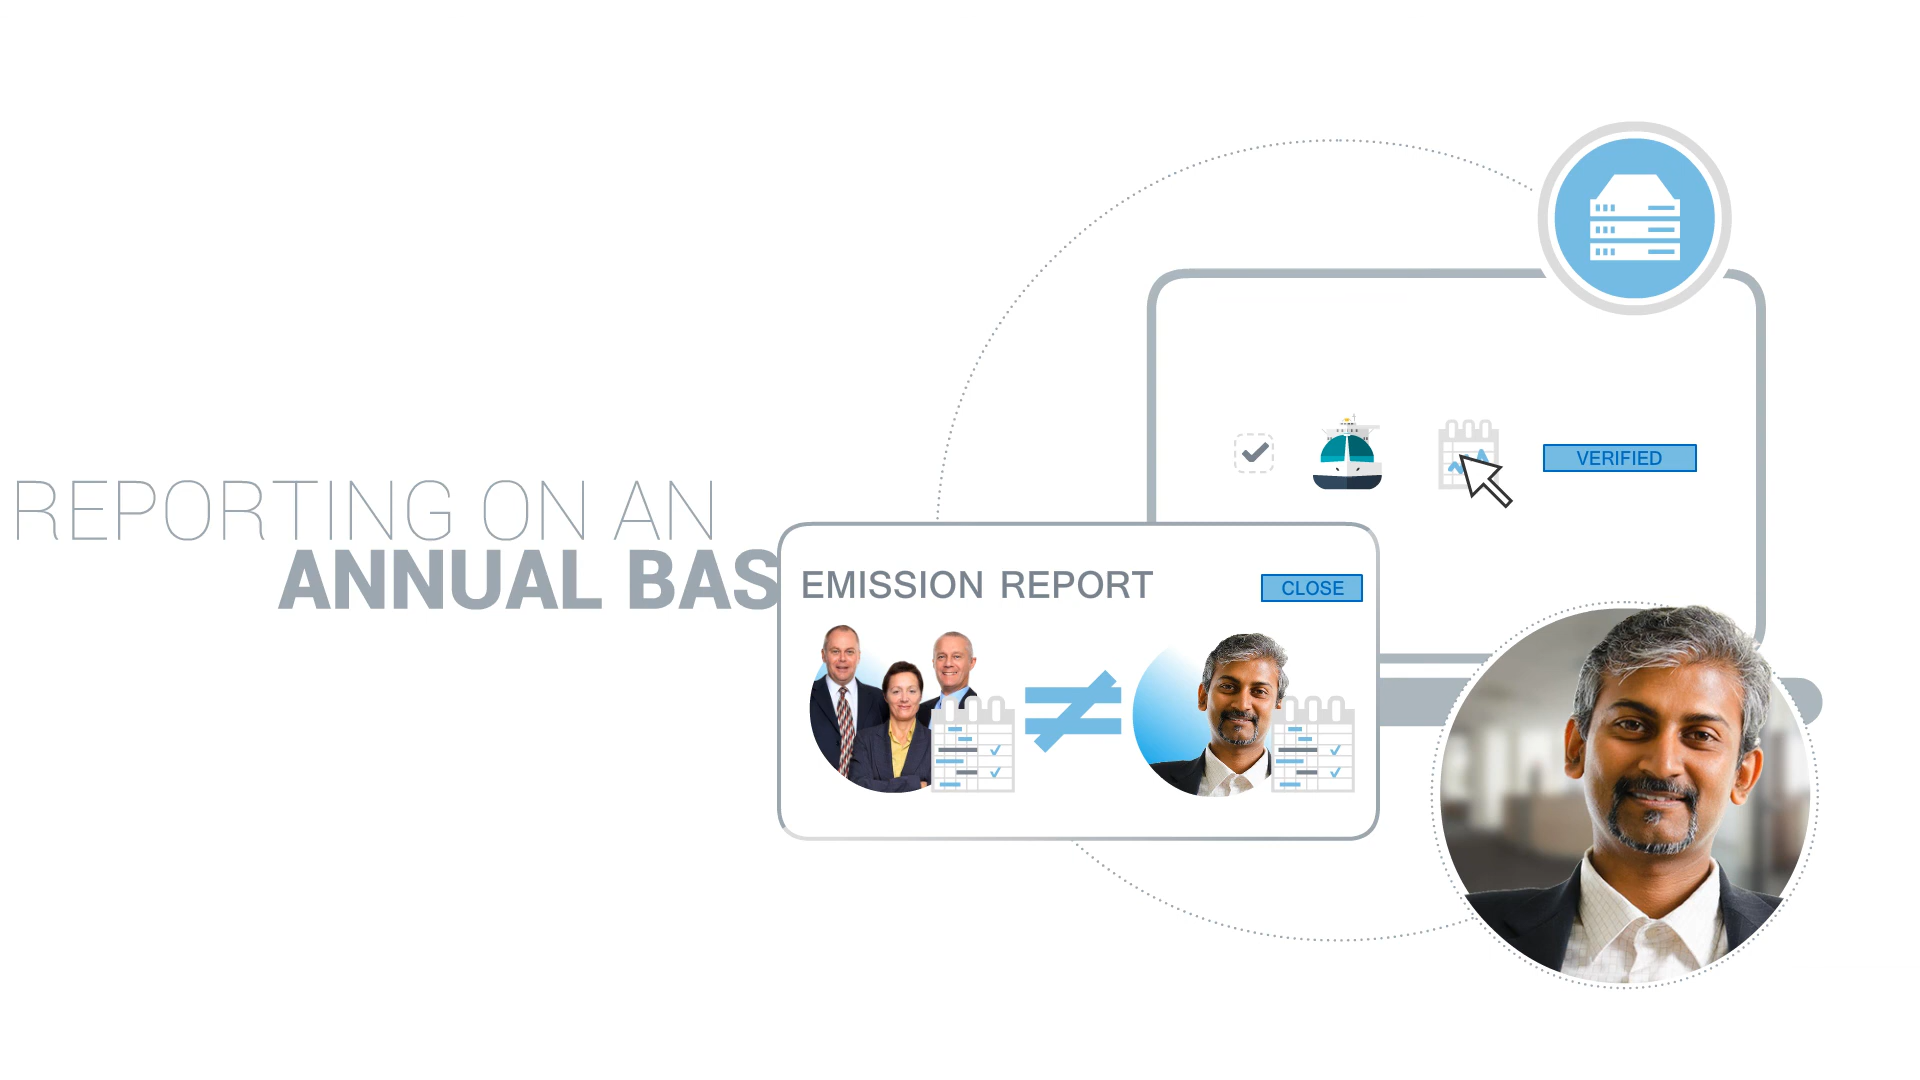 REPORTING ON AN
ANNUAL BAS
EMISSION REPORT
CLOSE
VERIFIED